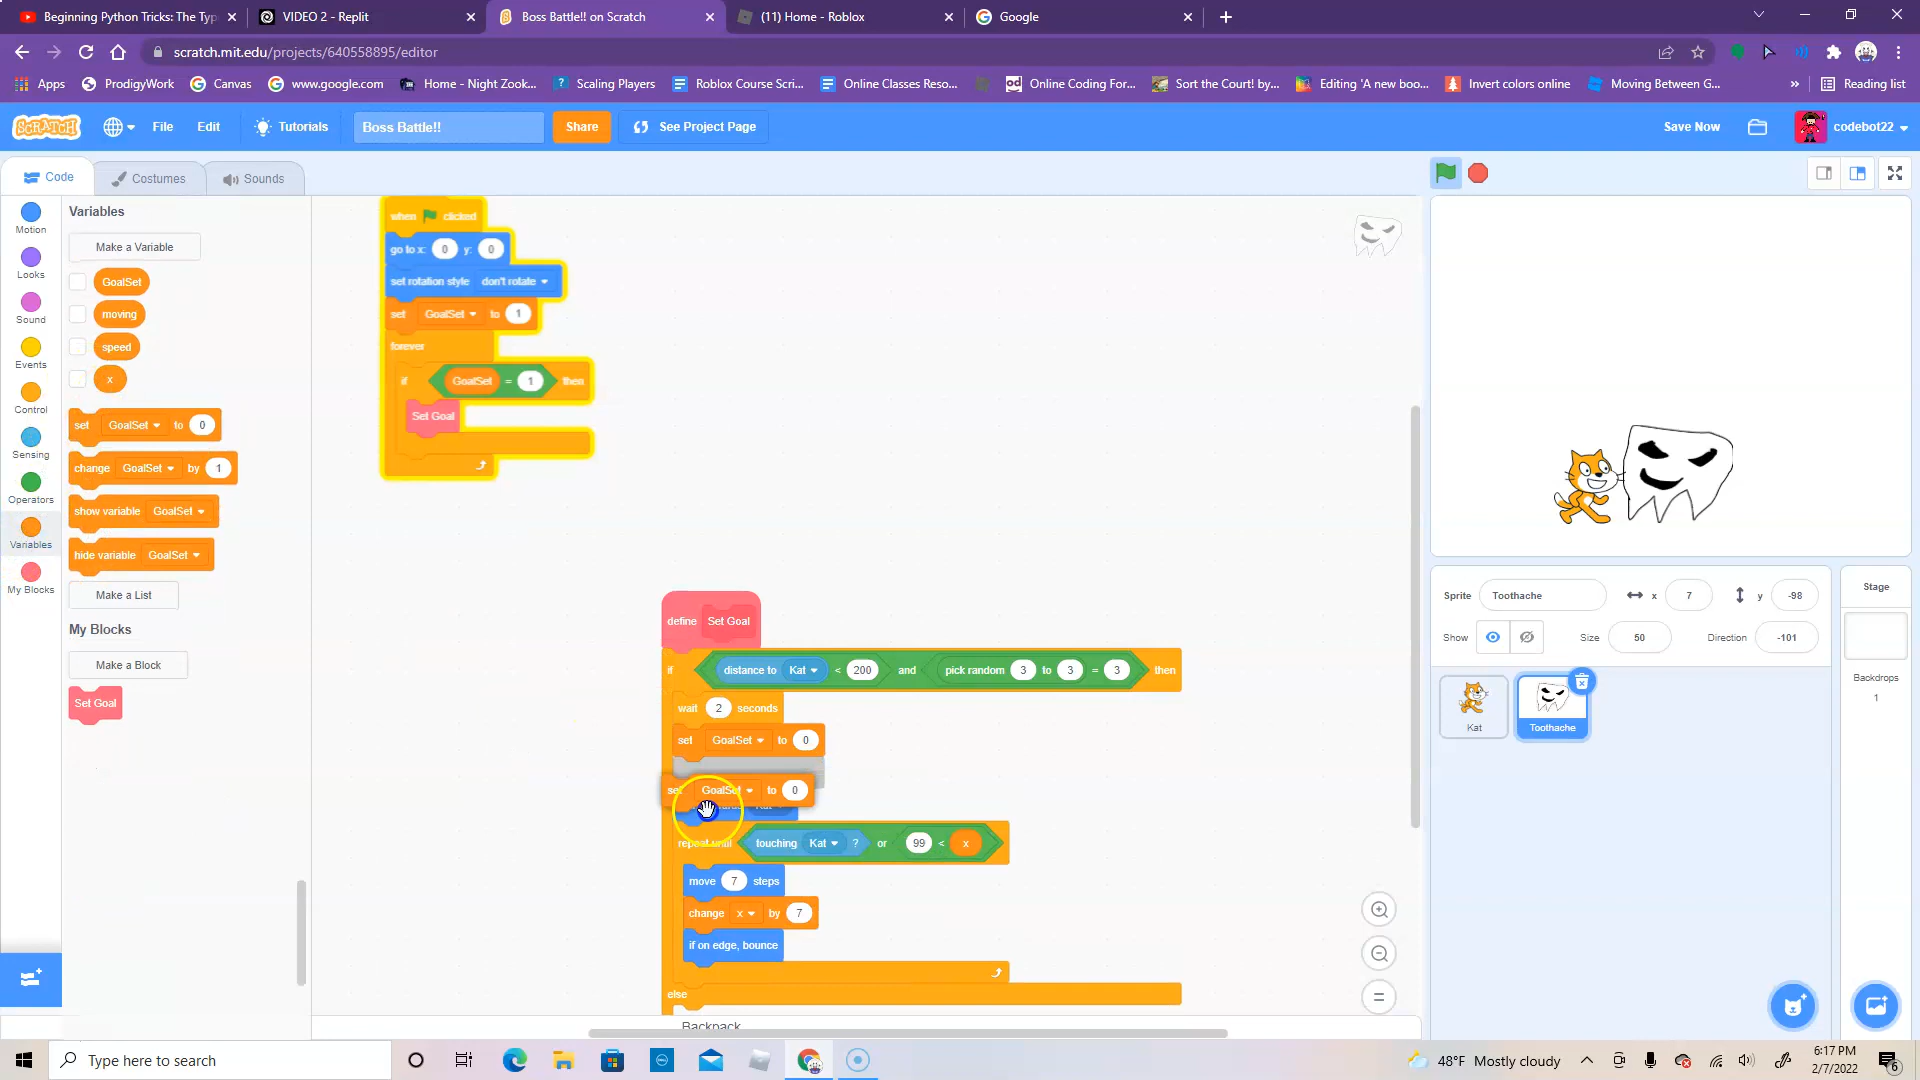 Beginning Python Tricks: The Typ
VIDEO 2 - Replit
Boss Battle!! on Scratch
(11) Home - Roblox
Google
scratch.mit.edu/projects/640558895/editor
Apps
ProdigyWork
Canvas
www.google.com
Home - Night Zook...
Scaling Players
Roblox Course Scri...
Online Classes Reso...
Online Coding For...
Sort the Court! by...
Editing 'A new boo...
Invert colors online
Moving Between G...
Reading list
SCRATCH
File
Edit
Tutorials
Boss Battle!!
Share
See Project Page
Save Now
codebot22
Code
Costumes
Sounds
Motion
Looks
Sound
Events
Control
Sensing
Operators
Variables
My Blocks
Variables
Make a Variable
GoalSet
moving
speed
x
set GoalSet to 0
change GoalSet by 1
show variable GoalSet
hide variable GoalSet
Make a List
My Blocks
Make a Block
Set Goal
when clicked
go to x: 0 y: 0
set rotation style don't rotate
set GoalSet to 1
forever
if GoalSet = 1 then
Set Goal
define Set Goal
if distance to Kat < 200 and pick random 3 to 3 = 3 then
wait 2 seconds
set GoalSet to 0
set GoalSet to 0
repeat until touching Kat ? or 99 < x
move 7 steps
change x by 7
if on edge, bounce
else
Backpack
Sprite Toothache x 7 y -98
Show Size 50 Direction -101
Kat
Toothache
Stage
Backdrops
1
Type here to search
48°F Mostly cloudy
6:17 PM
2/7/2022
6